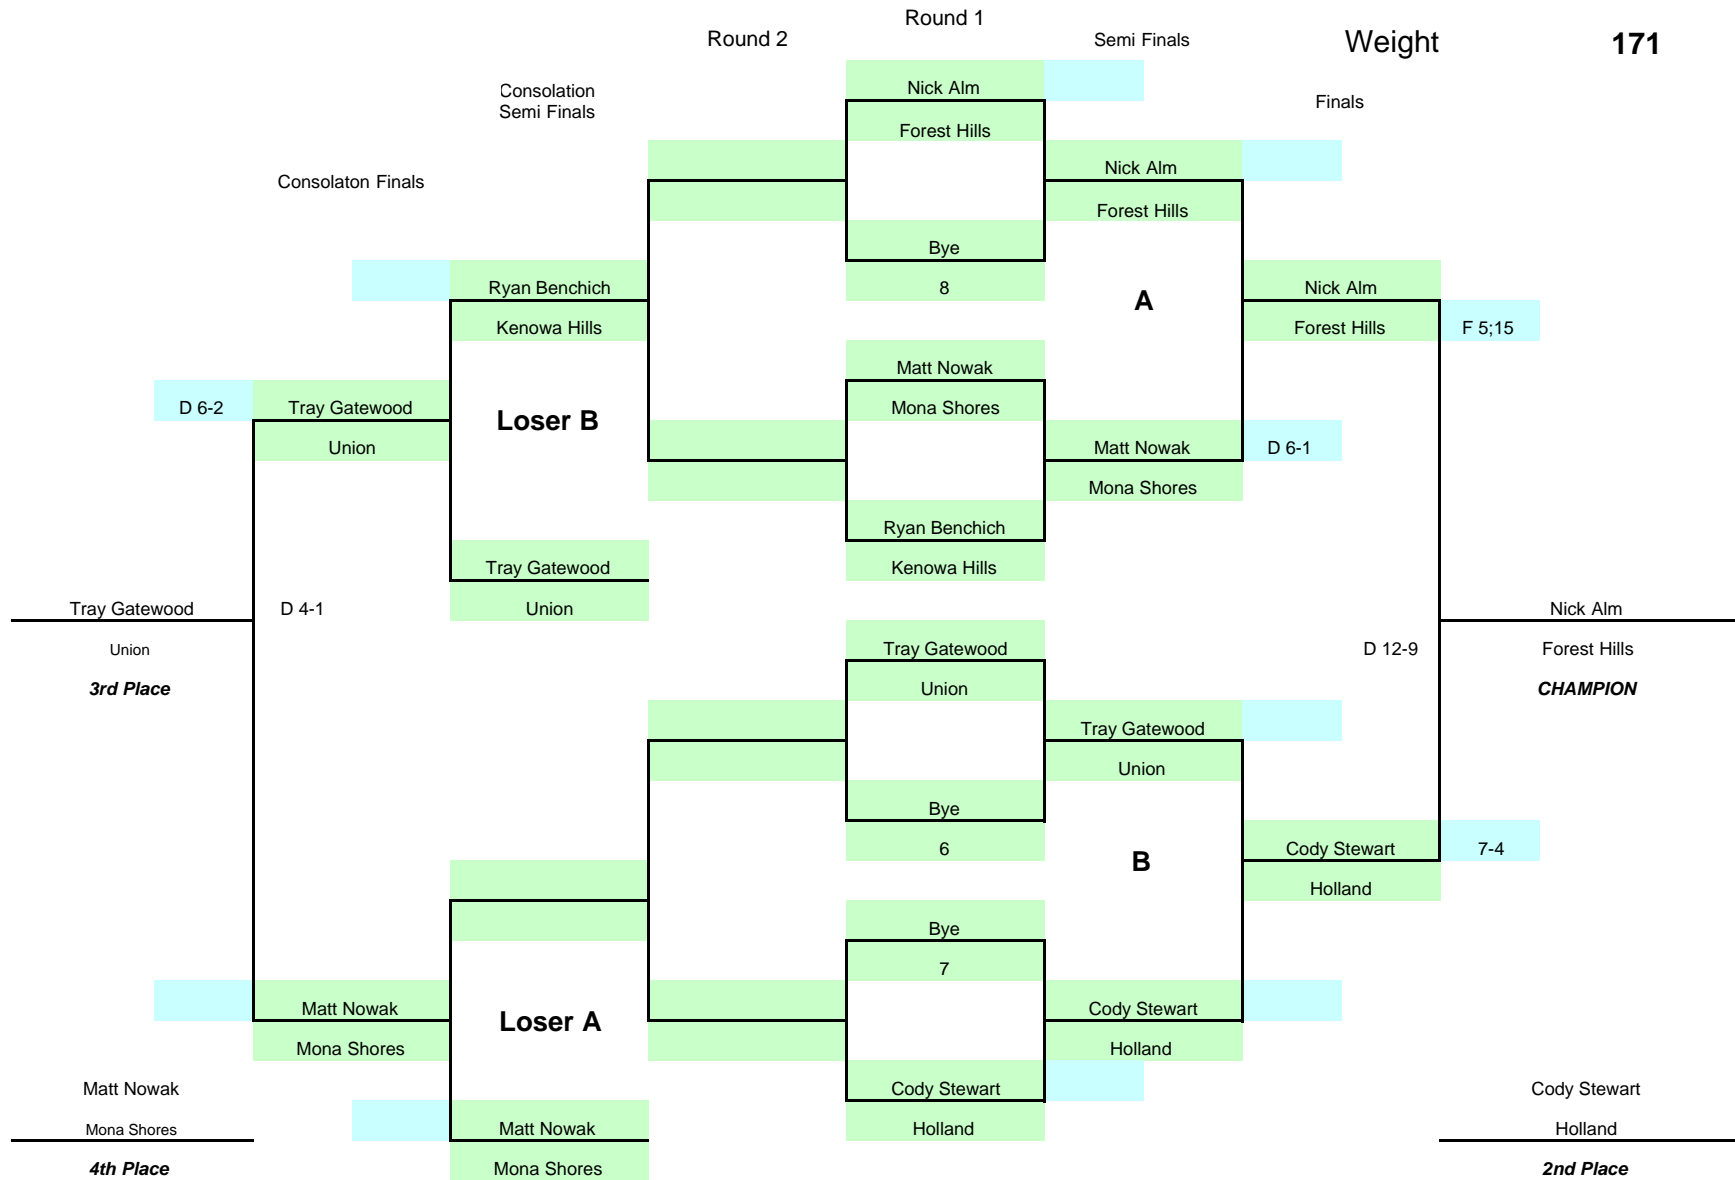 Round 1
Round 2
Semi Finals
Weight
171
Consolation
Semi Finals
Nick Alm
Finals
Forest Hills
Consolaton Finals
Nick Alm
Forest Hills
Bye
8
Ryan Benchich
Kenowa Hills
A
Nick Alm
Forest Hills
F 5;15
Matt Nowak
Mona Shores
D 6-2
Tray Gatewood
Union
Loser B
Matt Nowak
D 6-1
Mona Shores
Ryan Benchich
Kenowa Hills
Tray Gatewood
Union
Tray Gatewood
D 4-1
Union
3rd Place
Nick Alm
D 12-9
Forest Hills
CHAMPION
Tray Gatewood
Union
Tray Gatewood
Union
Bye
6
B
Cody Stewart
7-4
Holland
Bye
7
Matt Nowak
Mona Shores
Loser A
Cody Stewart
Holland
Matt Nowak
Mona Shores
4th Place
Matt Nowak
Mona Shores
Cody Stewart
Holland
Cody Stewart
Holland
2nd Place